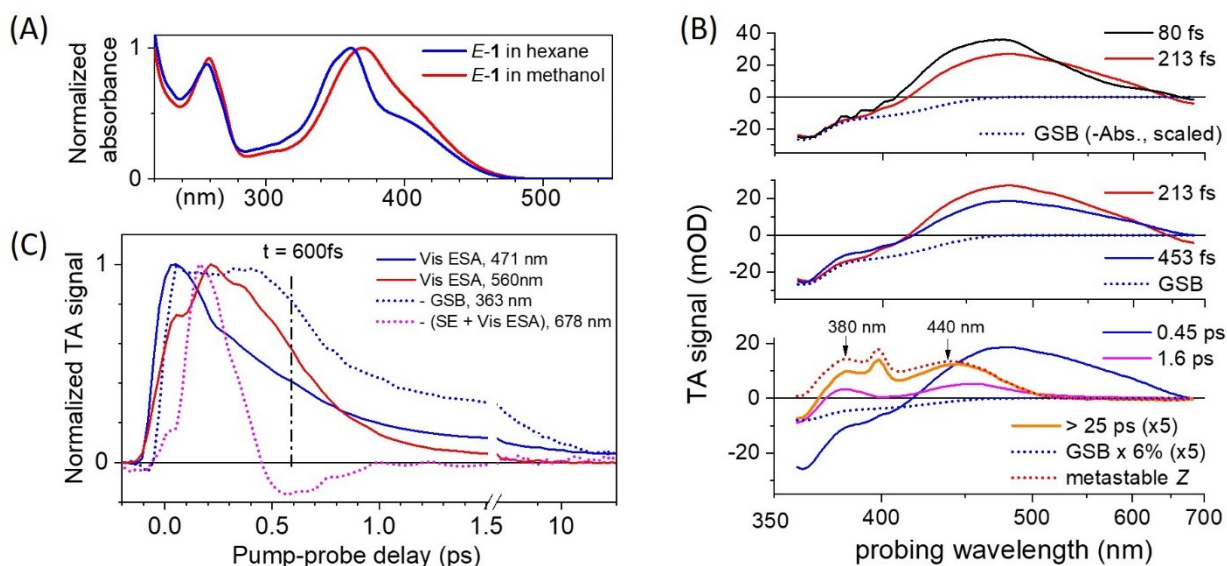 (A)
Normalized
absorbance
1
0
E-1 in hexane
E-1 in methanol
(nm)
300
400
500
(C)
Normalized TA signal
1
0
t = 600fs
Vis ESA, 471 nm
Vis ESA, 560nm
- GSB, 363 nm
- (SE + Vis ESA), 678 nm
0.0
0.5
1.0
1.5
10
Pump-probe delay (ps)
(B)
TA signal (mOD)
40
20
0
-20
80 fs
213 fs
GSB (-Abs., scaled)
20
0
-20
213 fs
453 fs
GSB
20
0
-20
380 nm
440 nm
0.45 ps
1.6 ps
> 25 ps (x5)
GSB x 6% (x5)
metastable Z
350
400
500
600
700
probing wavelength (nm)